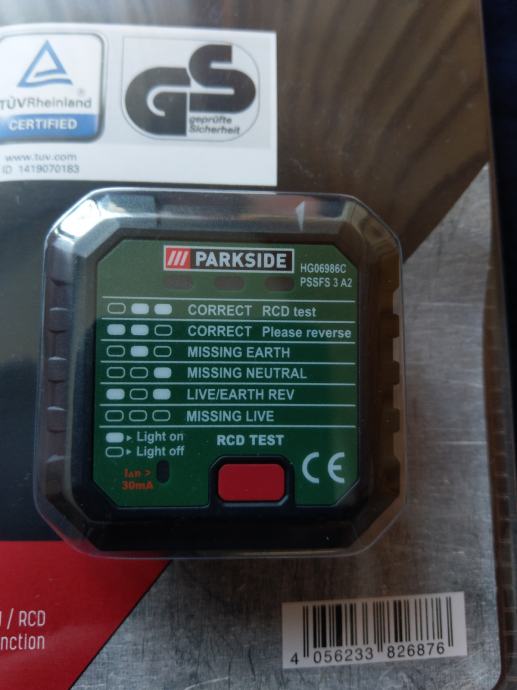 TÜVRheinland
CERTIFIED
GS
geprüfte
Sicherheit
www.tuv.com
ID 1419070183
PARKSIDE
HG06986C
PSSFS 3 A2
CORRECT RCD test
CORRECT Please reverse
MISSING EARTH
MISSING NEUTRAL
LIVE/EARTH REV
MISSING LIVE
Light on
Light off
RCD TEST
I∆n >
30mA
CE
/ RCD
4 056233 826876